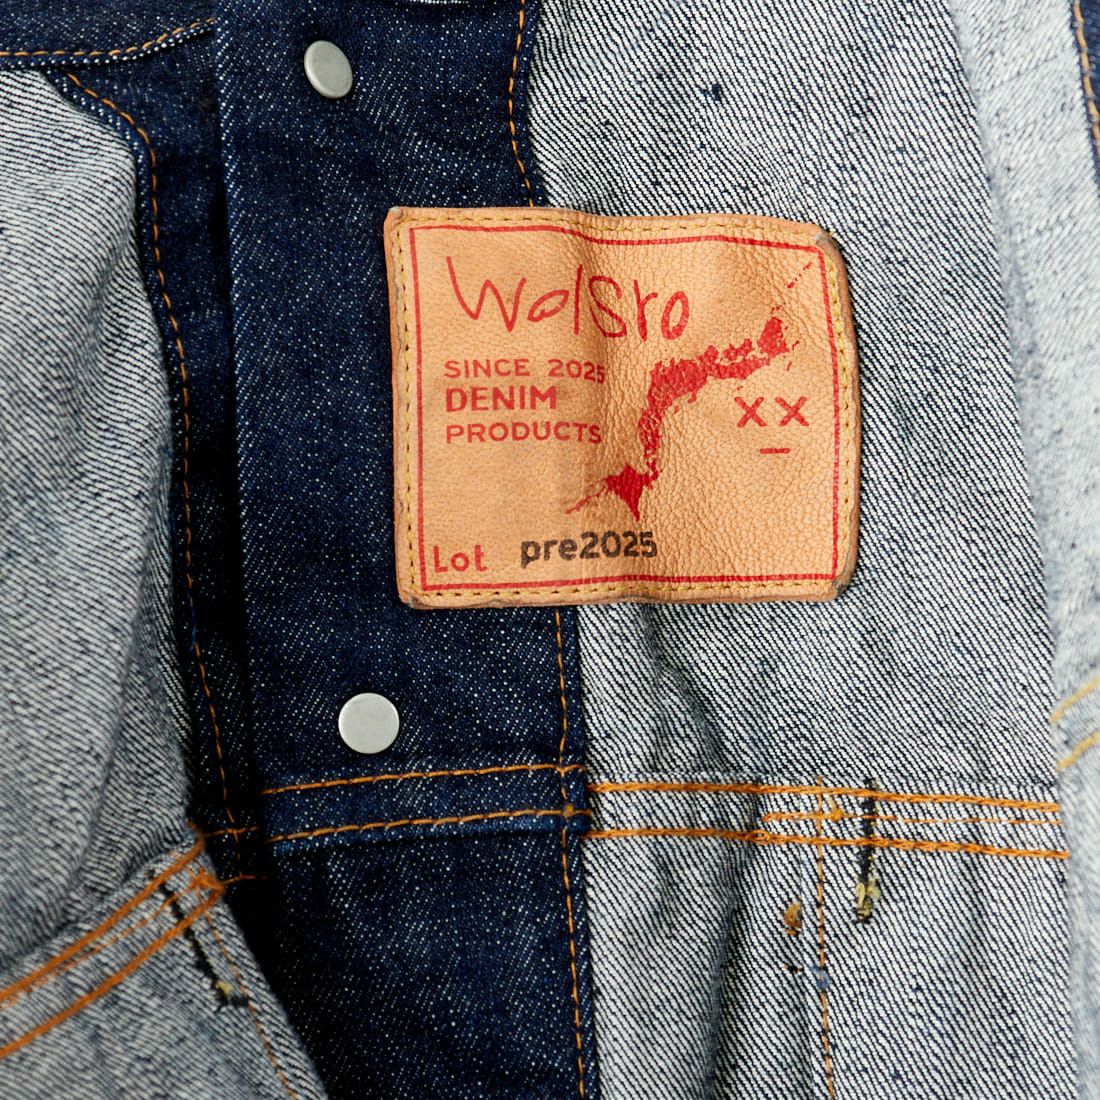 WolSro
SINCE 2025
DENIM
PRODUCTS
XX
Lot pre2025